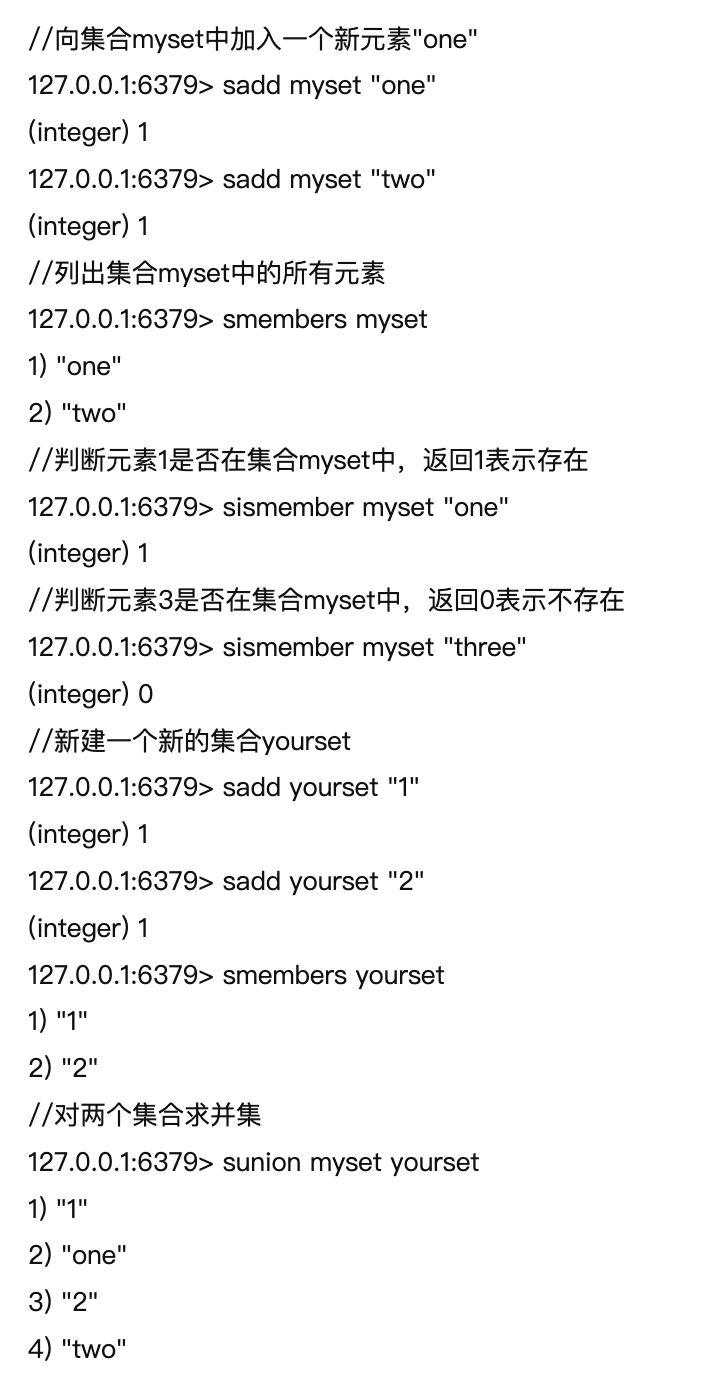 //向集合myset中加入一个新元素"one"
127.0.0.1:6379> sadd myset "one"
(integer) 1
127.0.0.1:6379> sadd myset "two"
(integer) 1
//列出集合myset中的所有元素
127.0.0.1:6379> smembers myset
1) "one"
2) "two"
//判断元素1是否在集合myset中，返回1表示存在
127.0.0.1:6379> sismember myset "one"
(integer) 1
//判断元素3是否在集合myset中，返回0表示不存在
127.0.0.1:6379> sismember myset "three"
(integer) 0
//新建一个新的集合yourset
127.0.0.1:6379> sadd yourset "1"
(integer) 1
127.0.0.1:6379> sadd yourset "2"
(integer) 1
127.0.0.1:6379> smembers yourset
1) "1"
2) "2"
//对两个集合求并集
127.0.0.1:6379> sunion myset yourset
1) "1"
2) "one"
3) "2"
4) "two"